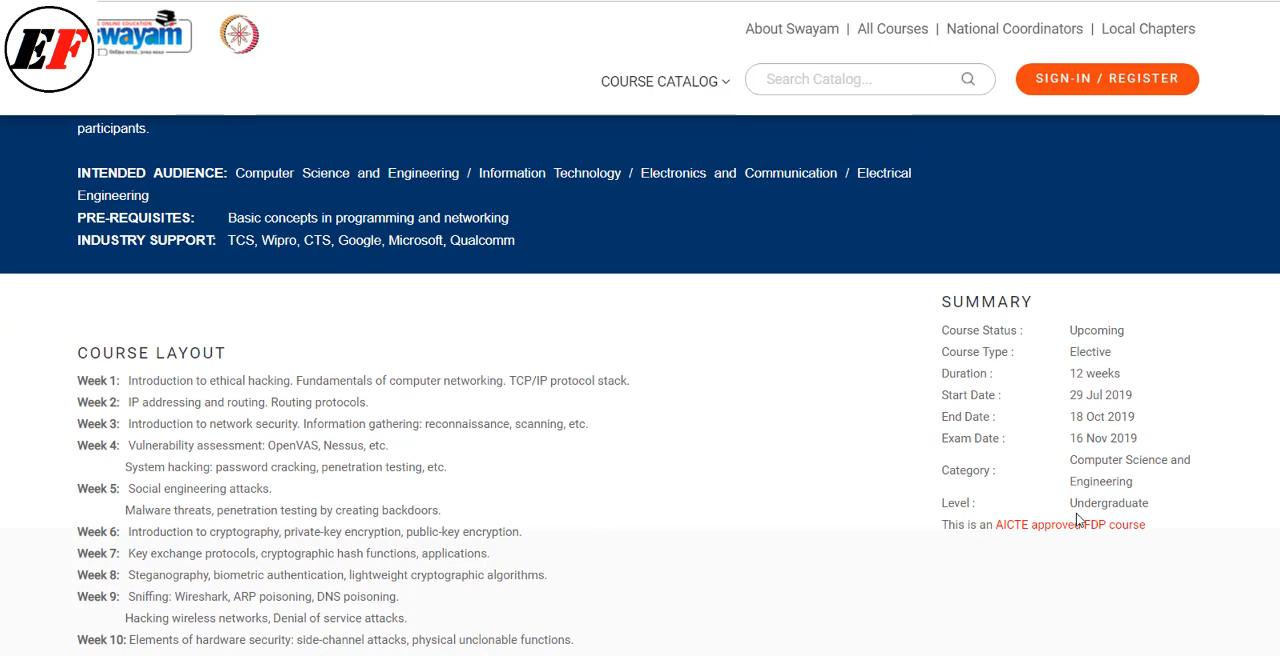 EF
ONLINE EDUCATION
swayam
About Swayam | All Courses | National Coordinators | Local Chapters
COURSE CATALOG
Search Catalog...
SIGN-IN / REGISTER
participants.
INTENDED AUDIENCE: Computer Science and Engineering / Information Technology / Electronics and Communication / Electrical
Engineering
PRE-REQUISITES: Basic concepts in programming and networking
INDUSTRY SUPPORT: TCS, Wipro, CTS, Google, Microsoft, Qualcomm
COURSE LAYOUT
Week 1: Introduction to ethical hacking. Fundamentals of computer networking. TCP/IP protocol stack.
Week 2: IP addressing and routing. Routing protocols.
Week 3: Introduction to network security. Information gathering: reconnaissance, scanning, etc.
Week 4: Vulnerability assessment: OpenVAS, Nessus, etc.
System hacking: password cracking, penetration testing, etc.
Week 5: Social engineering attacks.
Malware threats, penetration testing by creating backdoors.
Week 6: Introduction to cryptography, private-key encryption, public-key encryption.
Week 7: Key exchange protocols, cryptographic hash functions, applications.
Week 8: Steganography, biometric authentication, lightweight cryptographic algorithms.
Week 9: Sniffing: Wireshark, ARP poisoning, DNS poisoning.
Hacking wireless networks, Denial of service attacks.
Week 10: Elements of hardware security: side-channel attacks, physical unclonable functions.
SUMMARY
Course Status : Upcoming
Course Type : Elective
Duration : 12 weeks
Start Date : 29 Jul 2019
End Date : 18 Oct 2019
Exam Date : 16 Nov 2019
Category : Computer Science and
Engineering
Level : Undergraduate
This is an AICTE approved FDP course